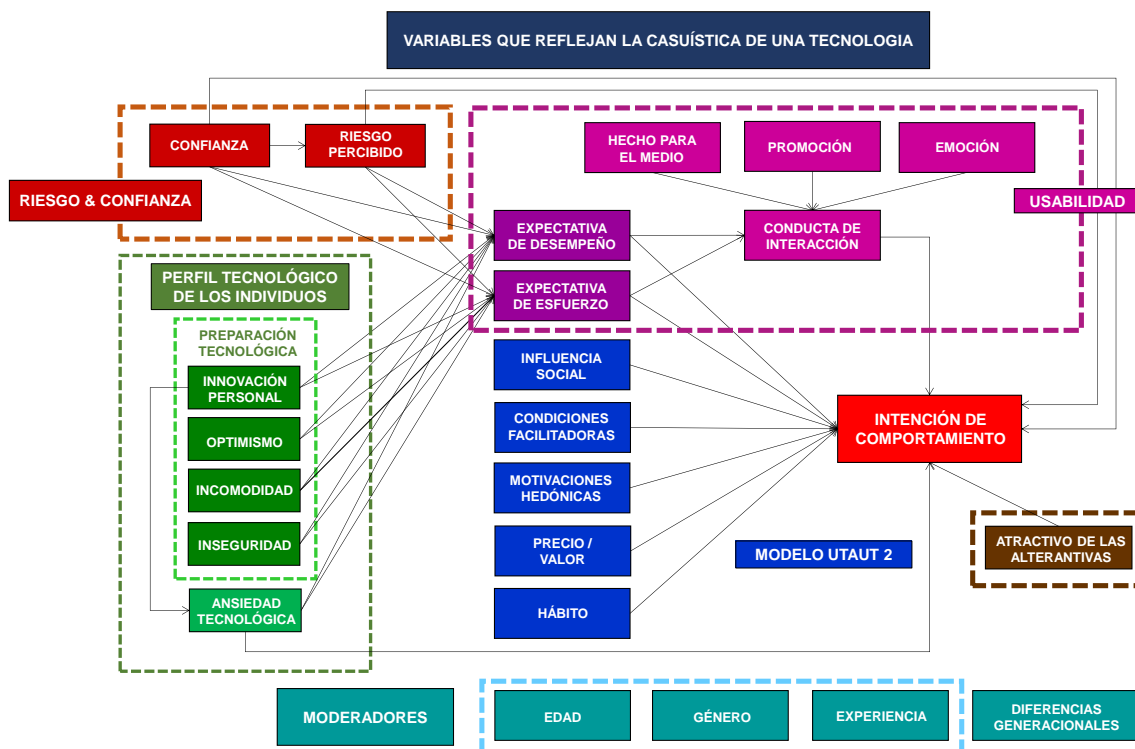 VARIABLES QUE REFLEJAN LA CASUÍSTICA DE UNA TECNOLOGIA
CONFIANZA
RIESGO
PERCIBIDO
RIESGO & CONFIANZA
HECHO PARA
EL MEDIO
PROMOCIÓN
EMOCIÓN
USABILIDAD
EXPECTATIVA
DE DESEMPEÑO
CONDUCTA DE
INTERACCIÓN
EXPECTATIVA
DE ESFUERZO
PERFIL TECNOLÓGICO
DE LOS INDIVIDUOS
PREPARACIÓN
TECNOLÓGICA
INNOVACIÓN
PERSONAL
OPTIMISMO
INCOMODIDAD
INSEGURIDAD
ANSIEDAD
TECNOLÓGICA
INFLUENCIA
SOCIAL
CONDICIONES
FACILITADORAS
MOTIVACIONES
HEDÓNICAS
PRECIO /
VALOR
HÁBITO
INTENCIÓN DE
COMPORTAMIENTO
MODELO UTAUT 2
ATRACTIVO DE LAS
ALTERANTIVAS
MODERADORES
EDAD
GÉNERO
EXPERIENCIA
DIFERENCIAS
GENERACIONALES